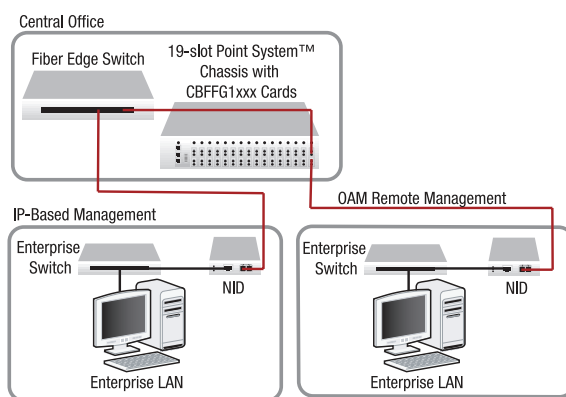 Central Office
Fiber Edge Switch
19-slot Point System™
Chassis with
CBFFG1xxx Cards
OAM Remote Management
IP-Based Management
Enterprise
Switch
NID
Enterprise LAN
Enterprise
Switch
NID
Enterprise LAN